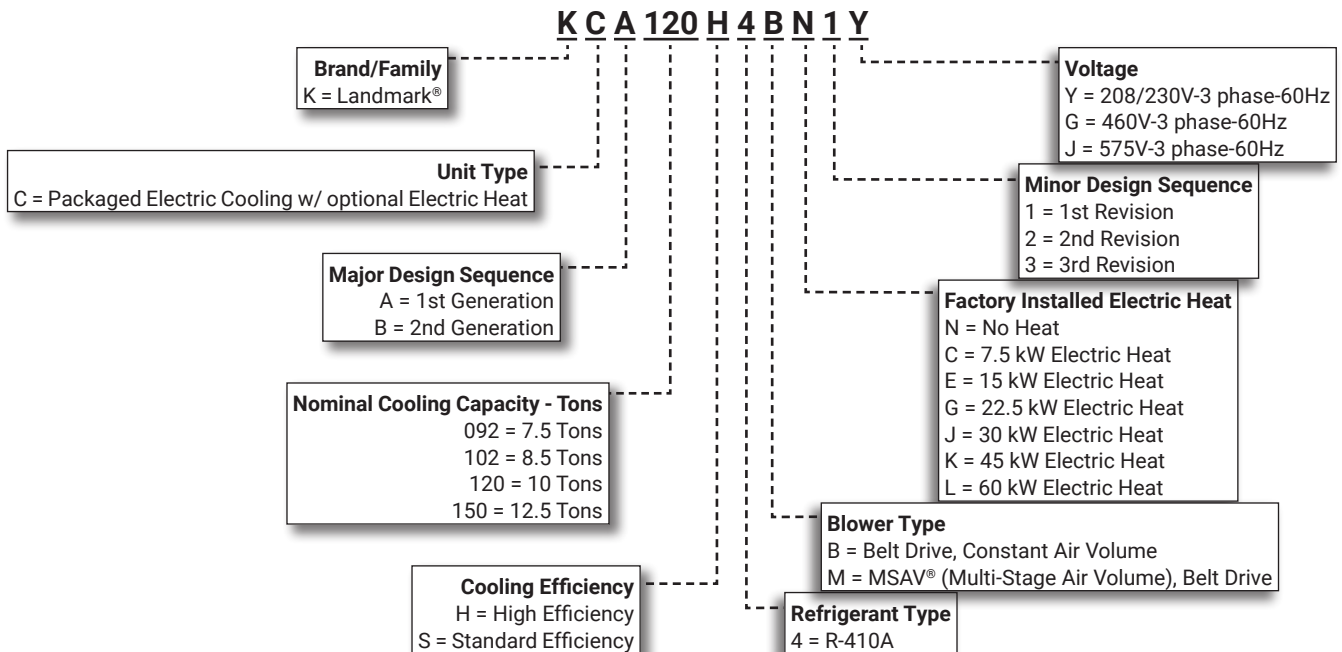 K C A 120 H 4 B N 1 Y
Brand/Family
K = Landmark®
Unit Type
C = Packaged Electric Cooling w/ optional Electric Heat
Major Design Sequence
A = 1st Generation
B = 2nd Generation
Nominal Cooling Capacity - Tons
092 = 7.5 Tons
102 = 8.5 Tons
120 = 10 Tons
150 = 12.5 Tons
Cooling Efficiency
H = High Efficiency
S = Standard Efficiency
Voltage
Y = 208/230V-3 phase-60Hz
G = 460V-3 phase-60Hz
J = 575V-3 phase-60Hz
Minor Design Sequence
1 = 1st Revision
2 = 2nd Revision
3 = 3rd Revision
Factory Installed Electric Heat
N = No Heat
C = 7.5 kW Electric Heat
E = 15 kW Electric Heat
G = 22.5 kW Electric Heat
J = 30 kW Electric Heat
K = 45 kW Electric Heat
L = 60 kW Electric Heat
Blower Type
B = Belt Drive, Constant Air Volume
M = MSAV® (Multi-Stage Air Volume), Belt Drive
Refrigerant Type
4 = R-410A